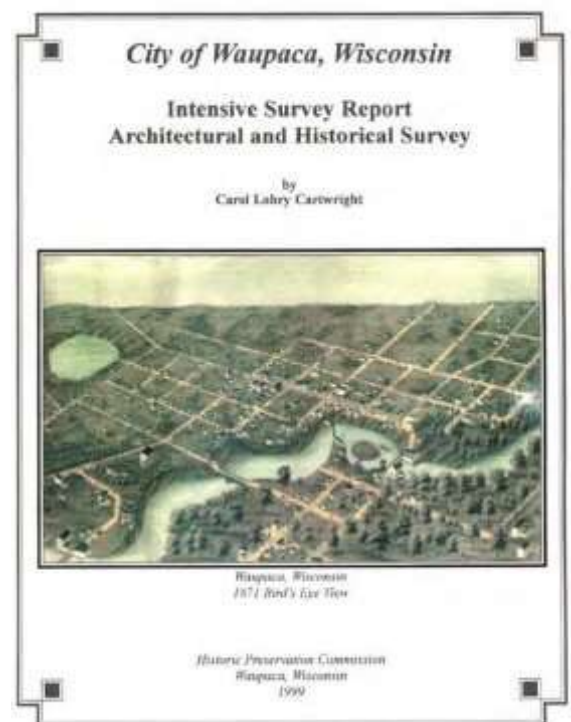 City of Waupaca, Wisconsin
Intensive Survey Report
Architectural and Historical Survey
by
Carol Lohry Cartwright
Waupaca, Wisconsin
1871 Bird's Eye View
Historic Preservation Commission
Waupaca, Wisconsin
1999